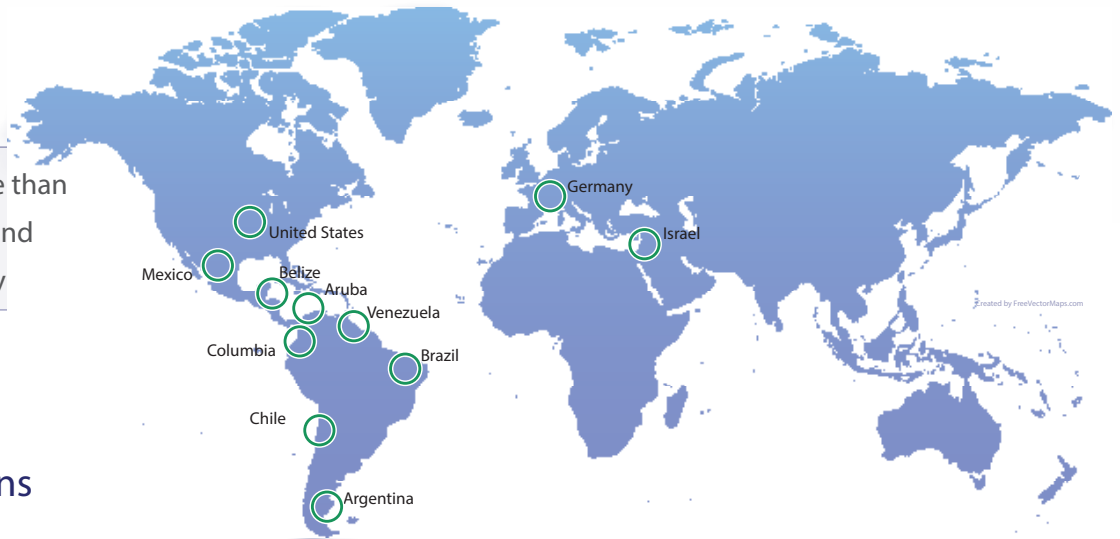 e than
nd
y
ns
Germany
United States
Israel
Mexico
Belize
Aruba
Created by FreeVectorMaps.com
Venezuela
Columbia
Brazil
Chile
Argentina